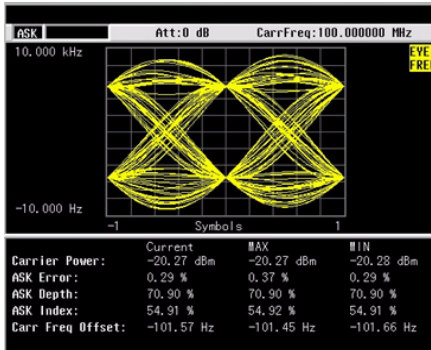 ASK Att:0 dB CarrFreq:100.000000 MHz
10.000 kHz
EYE
FRE
-10.000 Hz
-1 Symbols 1
Current MAX MIN
Carrier Power: -20.27 dBm -20.27 dBm -20.28 dBm
ASK Error: 0.29 % 0.37 % 0.29 %
ASK Depth: 70.90 % 70.90 % 70.90 %
ASK Index: 54.91 % 54.92 % 54.91 %
Carr Freq Offset: -101.57 Hz -101.45 Hz -101.66 Hz